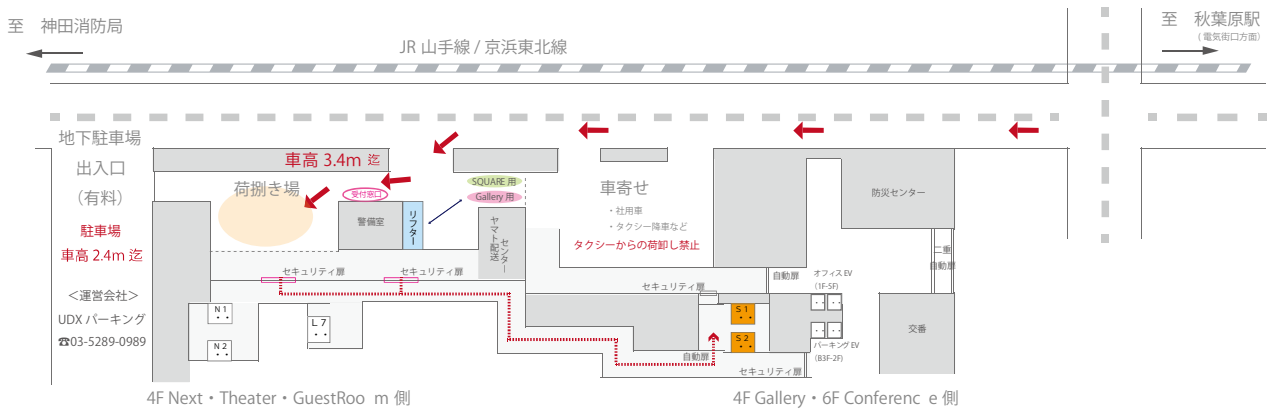 至　神田消防局
至　秋葉原駅
( 電気街口方面 )
JR 山手線 / 京浜東北線
地下駐車場
出入口
（有料）
駐車場
車高 2.4m 迄
＜運営会社＞
UDX パーキング
☎03-5289-0989
車高 3.4m 迄
荷捌き場
受付窓口
警備室
リフター
SQUARE 用
Gallery 用
ヤマト配送
センター
車寄せ
・社用車
・タクシー降車など
タクシーからの荷卸し禁止
防災センター
二重
自動扉
自動扉
オフィス EV
(1F-5F)
セキュリティ扉
セキュリティ扉
セキュリティ扉
N 1
N 2
L 7
S 1
S 2
交番
パーキング EV
(B3F-2F)
自動扉
セキュリティ扉
4F Next・Theater・GuestRoo m 側
4F Gallery・6F Conferenc e 側